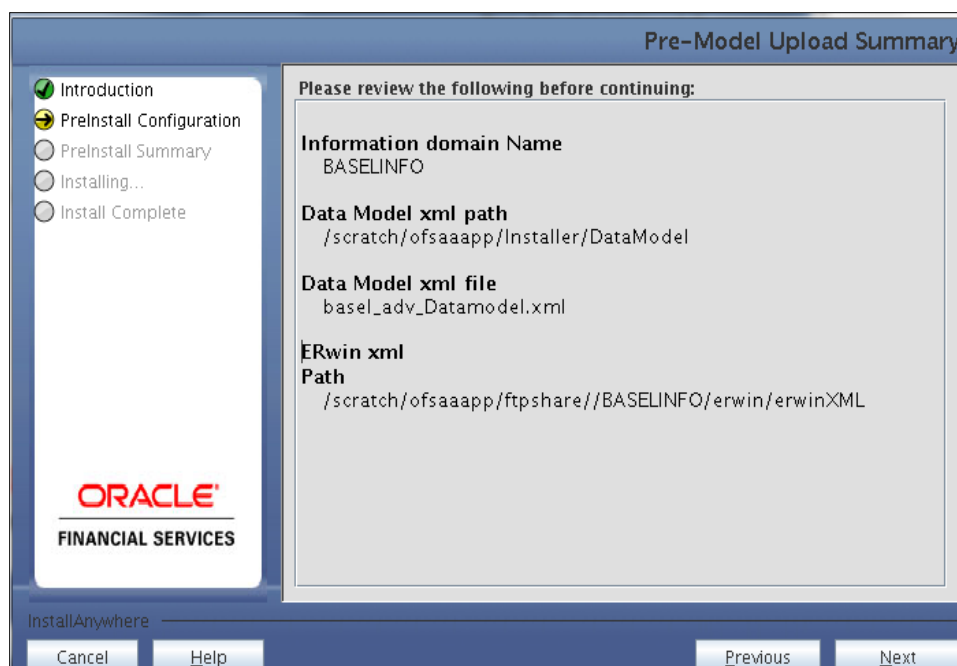 Pre-Model Upload Summary
Introduction
PreInstall Configuration
PreInstall Summary
Installing...
Install Complete
ORACLE'
FINANCIAL SERVICES
Please review the following before continuing:
Information domain Name
BASELINFO
Data Model xml path
/scratch/ofsaaapp/Installer/DataModel
Data Model xml file
basel_adv_Datamodel.xml
ERwin xml
Path
/scratch/ofsaaapp/ftpshare//BASELINFO/erwin/erwinXML
InstallAnywhere
Cancel
Help
Previous
Next